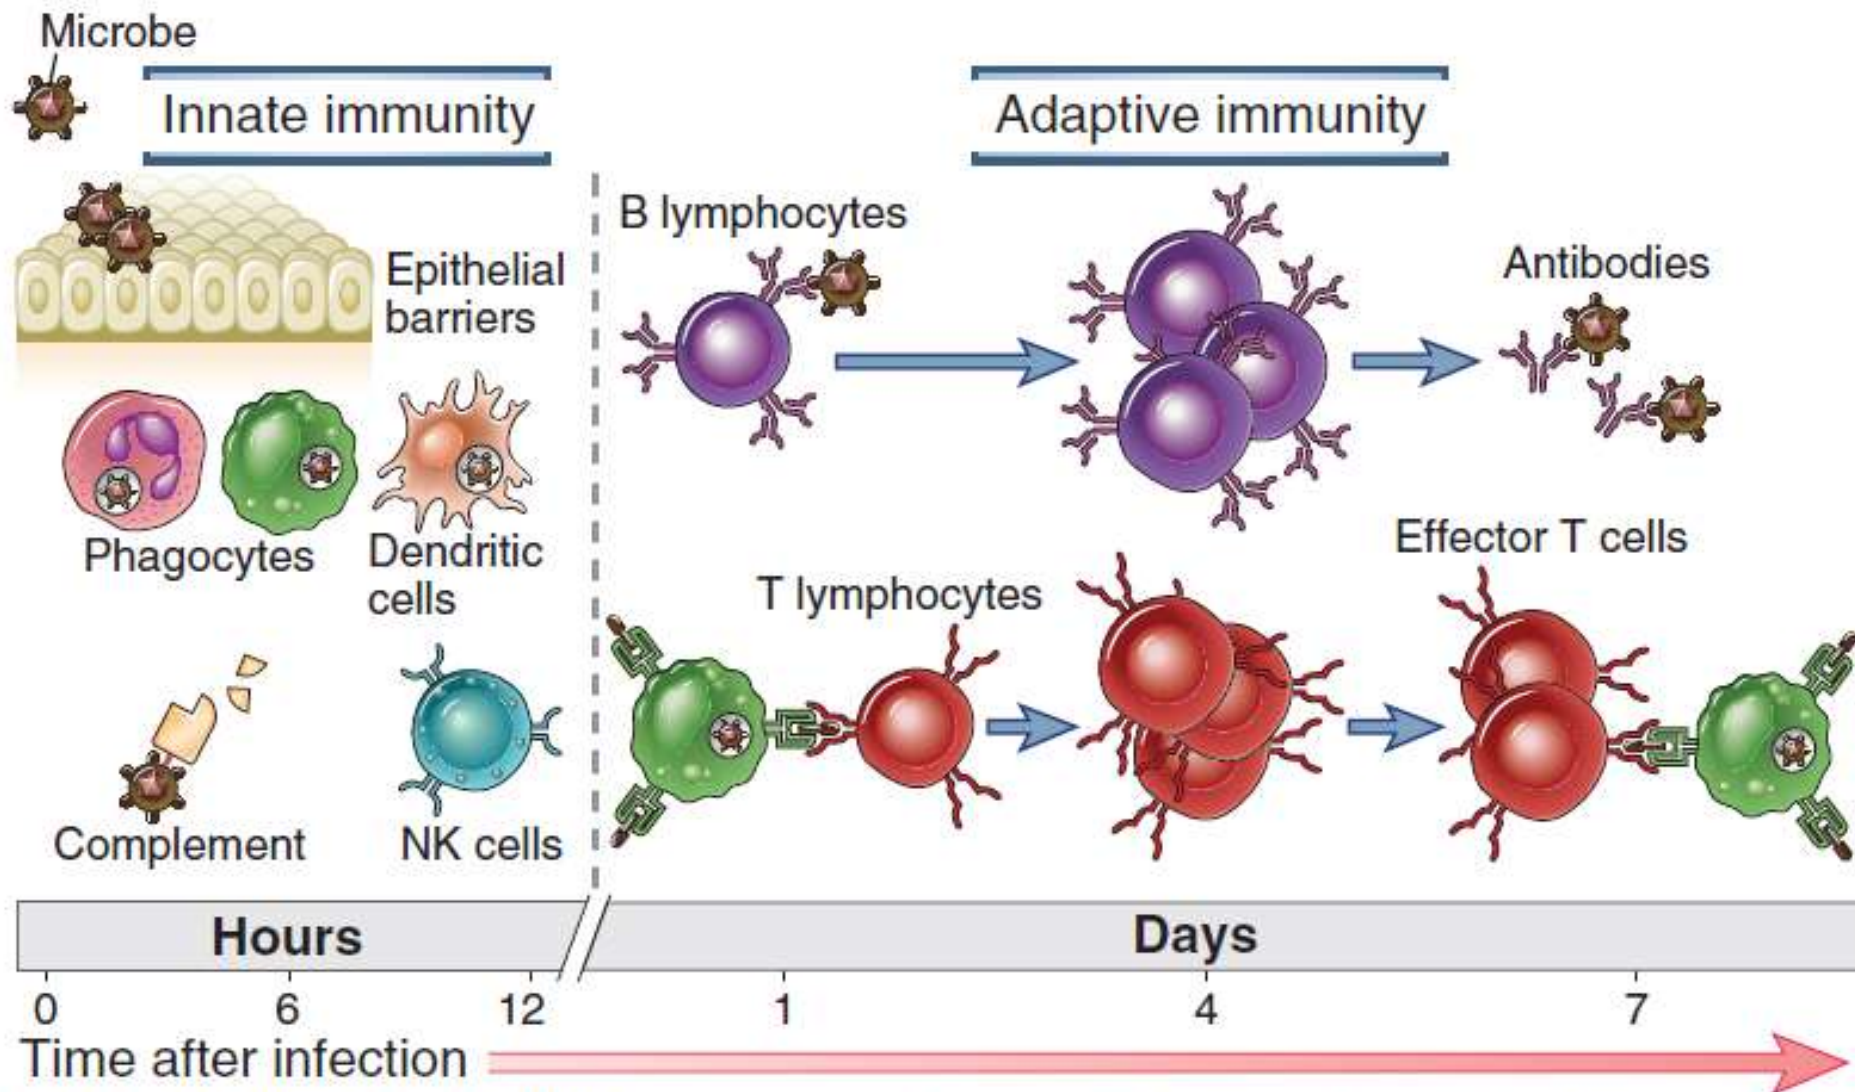 Microbe
Innate immunity
Adaptive immunity
B lymphocytes
Epithelial
barriers
Antibodies
Phagocytes
Dendritic
cells
Effector T cells
T lymphocytes
Complement
NK cells
Hours
Days
0 6 12 1 4 7
Time after infection